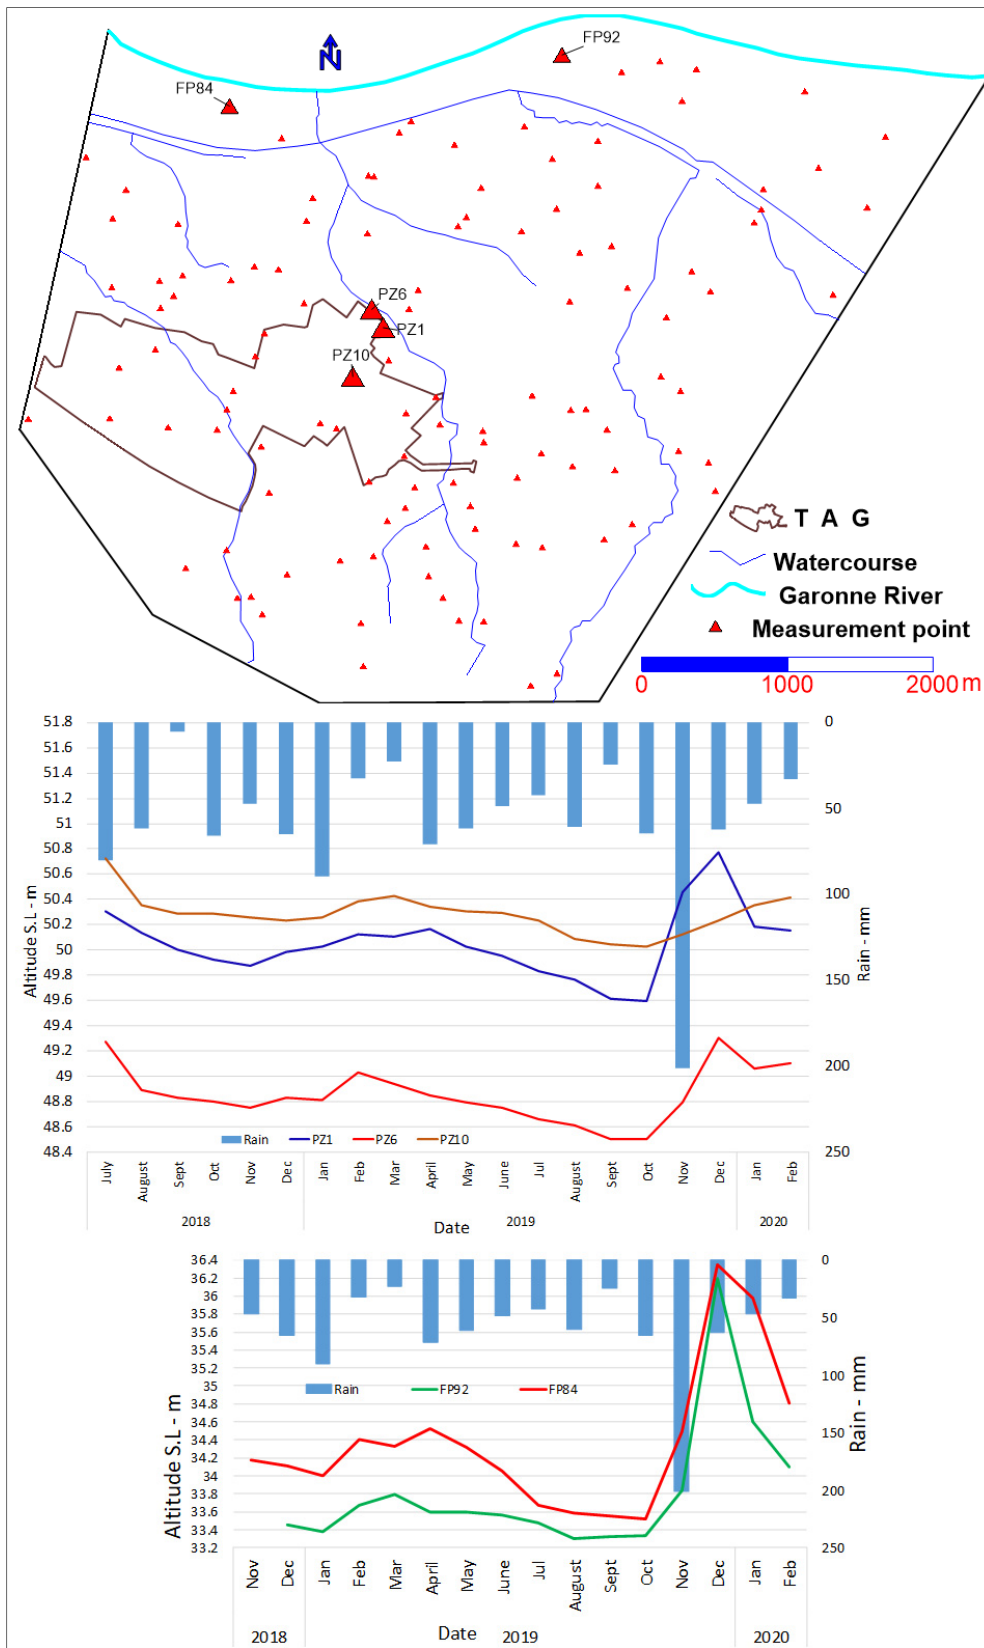 FP92
N
FP84
PZ6
PZ1
PZ10
T A G
Watercourse
Garonne River
Measurement point
0 1000 2000 m
51.8 0
51.6
51.4
51.2 50
51
50.8
50.6
50.4 100
50.2
50
49.8 150
49.6
49.4
49.2 200
49
48.8
48.6
48.4 250
Altitude S.L - m
Rain - mm
Rain PZ1 PZ6 PZ10
July August Sept Oct Nov Dec Jan Feb Mar April May June Jul August Sept Oct Nov Dec Jan Feb
2018 2019 2020
Date
36.4 0
36.2
36
35.8 50
35.6
35.4
35.2
35 100
34.8
34.6
34.4 150
34.2
34
33.8 200
33.6
33.4
33.2 250
Altitude S.L - m
Rain - mm
Rain FP92 FP84
Nov Dec Jan Feb Mar April May June Jul August Sept Oct Nov Dec Jan Feb
2018 Date 2019 2020